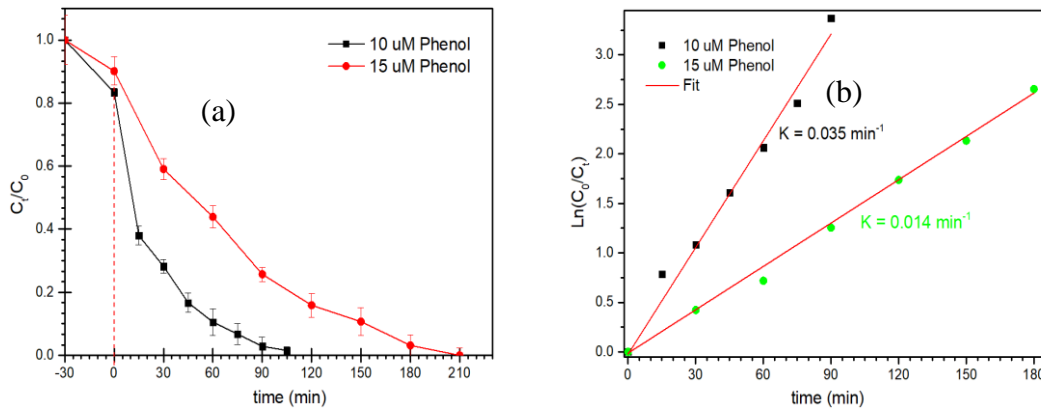 1.0
0.8
0.6
0.4
0.2
0.0
Cₜ/C₀
-30 0 30 60 90 120 150 180 210
time (min)
10 uM Phenol
15 uM Phenol
(a)
3.0
2.5
2.0
1.5
1.0
0.5
0.0
Ln(C₀/Cₜ)
0 30 60 90 120 150 180
time (min)
10 uM Phenol
15 uM Phenol
Fit
(b)
K = 0.035 min⁻¹
K = 0.014 min⁻¹